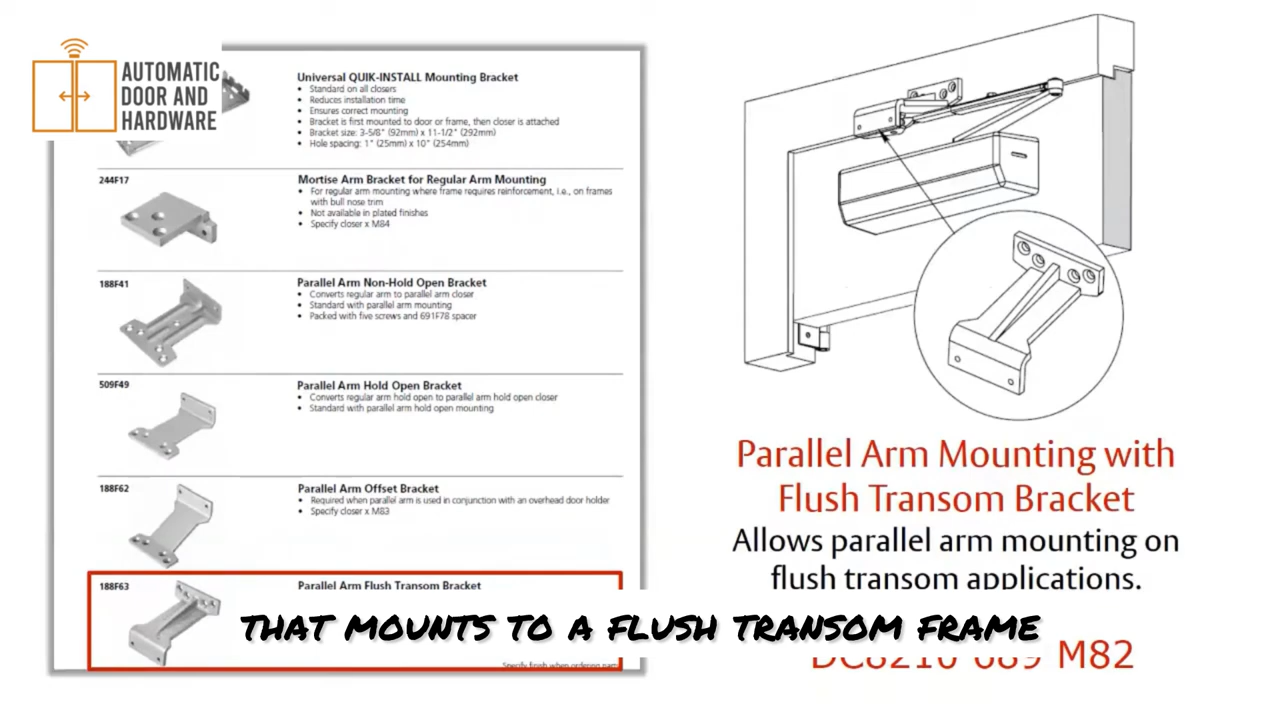 AUTOMATIC
DOOR AND
HARDWARE
Universal QUIK-INSTALL Mounting Bracket
• Standard on all closers
• Reduces installation time
• Ensures correct mounting
• Bracket is first mounted to door or frame, then closer is attached
• Bracket size: 3-5/8" (92mm) x 11-1/2" (292mm)
• Hole spacing: 1" (25mm) x 10" (254mm)
244F17
Mortise Arm Bracket for Regular Arm Mounting
• For regular arm mounting where frame requires reinforcement, i.e., on frames
with bull nose trim
• Not available in plated finishes
• Specify closer x M84
188F41
Parallel Arm Non-Hold Open Bracket
• Converts regular arm to parallel arm closer
• Standard with parallel arm mounting
• Packed with five screws and 691F78 spacer
509F49
Parallel Arm Hold Open Bracket
• Converts regular arm hold open to parallel arm hold open closer
• Standard with parallel arm hold open mounting
188F62
Parallel Arm Offset Bracket
• Required when parallel arm is used in conjunction with an overhead door holder
• Specify closer x M83
188F63
Parallel Arm Flush Transom Bracket
Specify finish when ordering
Parallel Arm Mounting with
Flush Transom Bracket
Allows parallel arm mounting on
flush transom applications.
DC8210 689 M82
THAT MOUNTS TO A FLUSH TRANSOM FRAME